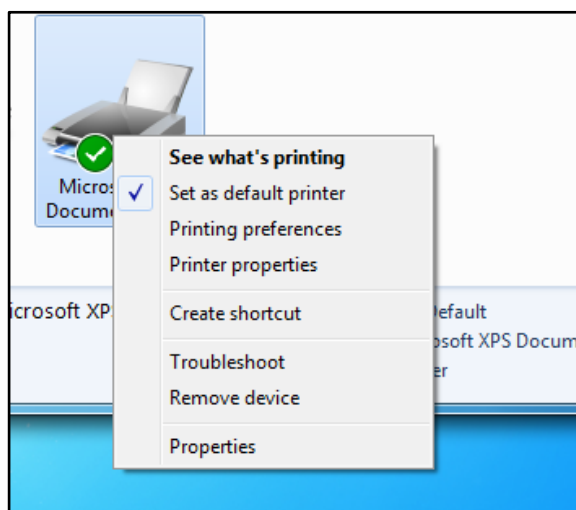 See what's printing
Set as default printer
Printing preferences
Printer properties
Create shortcut
Troubleshoot
Remove device
Properties
Micros
Docum
icrosoft XP
Default
osoft XPS Docum
er